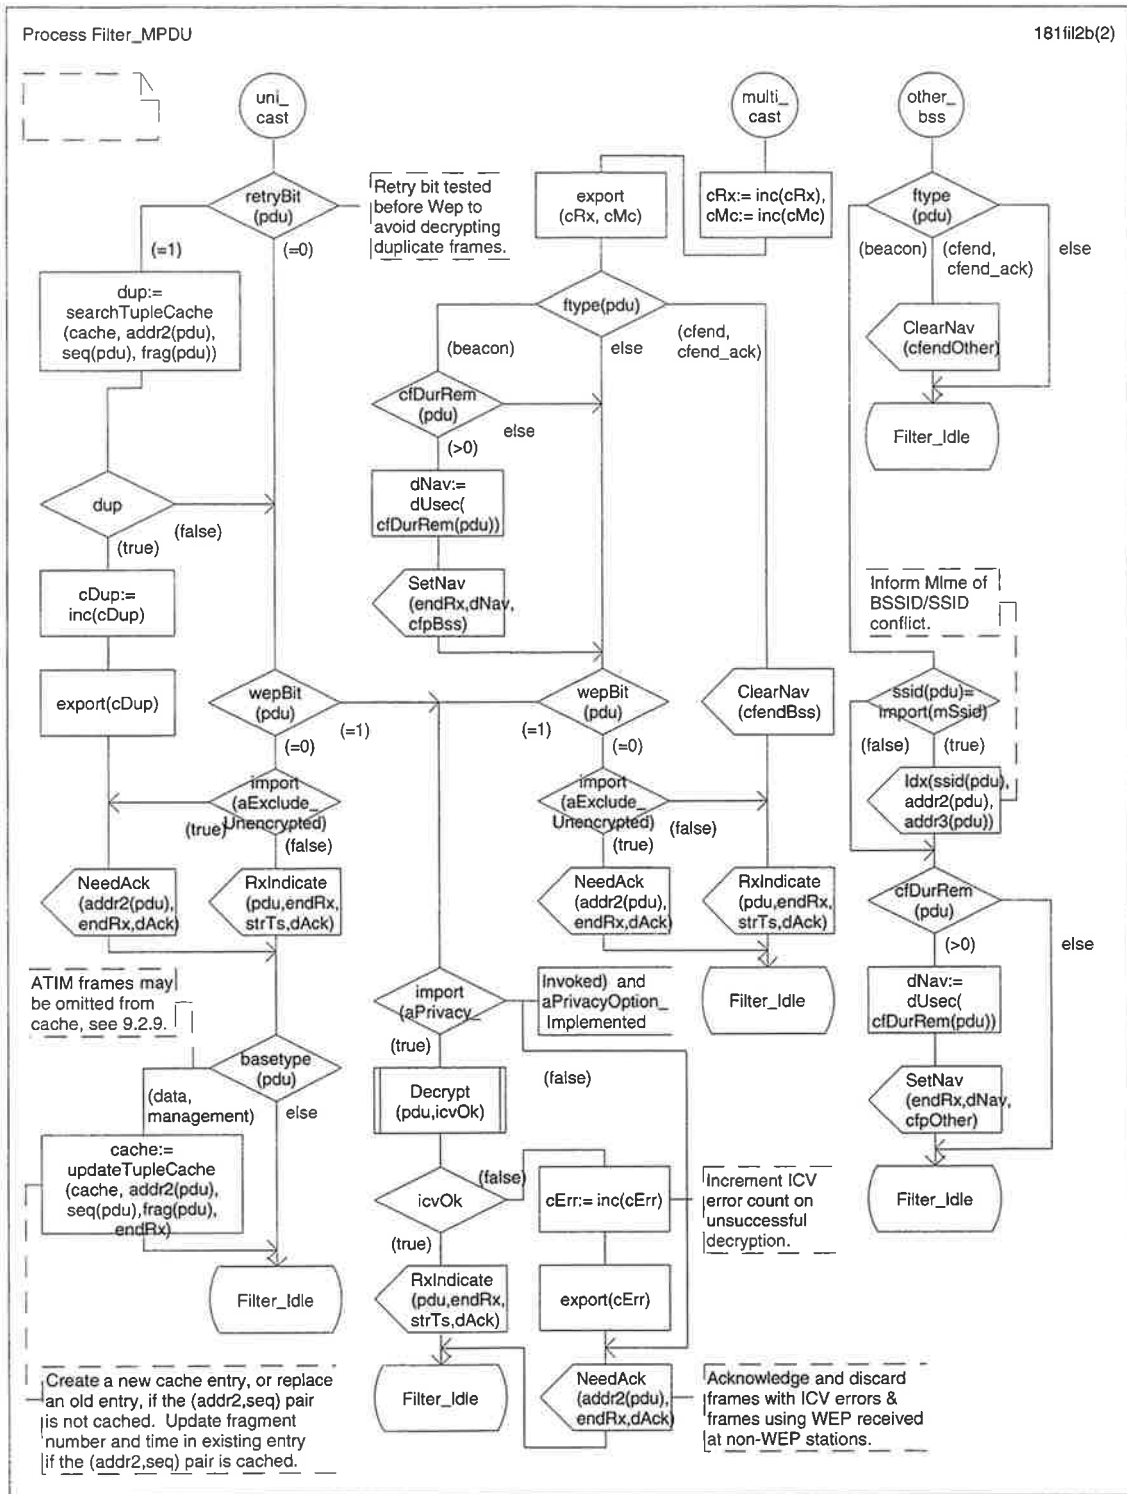 Process Filter_MPDU
181fil2b(2)
uni_
cast
multi_
cast
other_
bss
retryBit
(pdu)
Retry bit tested
before Wep to
avoid decrypting
duplicate frames.
export
(cRx, cMc)
cRx:= inc(cRx),
cMc:= inc(cMc)
ftype
(pdu)
(=1)
(=0)
(beacon)
(cfend,
cfend_ack)
else
dup:=
searchTupleCache
(cache, addr2(pdu),
seq(pdu), frag(pdu))
ftype(pdu)
(beacon)
else
(cfend,
cfend_ack)
ClearNav
(cfendOther)
cfDurRem
(pdu)
else
(>0)
Filter_Idle
dup
(false)
(true)
dNav:=
dUsec(
cfDurRem(pdu))
cDup:=
inc(cDup)
SetNav
(endRx,dNav,
cfpBss)
Inform Mlme of
BSSID/SSID
conflict.
export(cDup)
wepBit
(pdu)
(=1)
(=0)
wepBit
(pdu)
(=1)
(=0)
ClearNav
(cfendBss)
ssid(pdu)=
import(mSsid)
(false)
(true)
import
(aExclude_
Unencrypted)
(true)
(false)
import
(aExclude_
Unencrypted)
(false)
(true)
Idx(ssid(pdu),
addr2(pdu),
addr3(pdu))
NeedAck
(addr2(pdu),
endRx,dAck)
RxIndicate
(pdu,endRx,
strTs,dAck)
NeedAck
(addr2(pdu),
endRx,dAck)
RxIndicate
(pdu,endRx,
strTs,dAck)
cfDurRem
(pdu)
(>0)
else
ATIM frames may
be omitted from
cache, see 9.2.9.
import
(aPrivacy_
Invoked) and
aPrivacyOption_
Implemented
Filter_Idle
dNav:=
dUsec(
cfDurRem(pdu))
(true)
(false)
basetype
(pdu)
(data,
management)
else
Decrypt
(pdu,icvOk)
SetNav
(endRx,dNav,
cfpOther)
cache:=
updateTupleCache
(cache, addr2(pdu),
seq(pdu),frag(pdu),
endRx)
icvOk
(false)
(true)
cErr:= inc(cErr)
Increment ICV
error count on
unsuccessful
decryption.
Filter_Idle
Filter_Idle
RxIndicate
(pdu,endRx,
strTs,dAck)
export(cErr)
Create a new cache entry, or replace
an old entry, if the (addr2,seq) pair
is not cached. Update fragment
number and time in existing entry
if the (addr2,seq) pair is cached.
Filter_Idle
NeedAck
(addr2(pdu),
endRx,dAck)
Acknowledge and discard
frames with ICV errors &
frames using WEP received
at non-WEP stations.